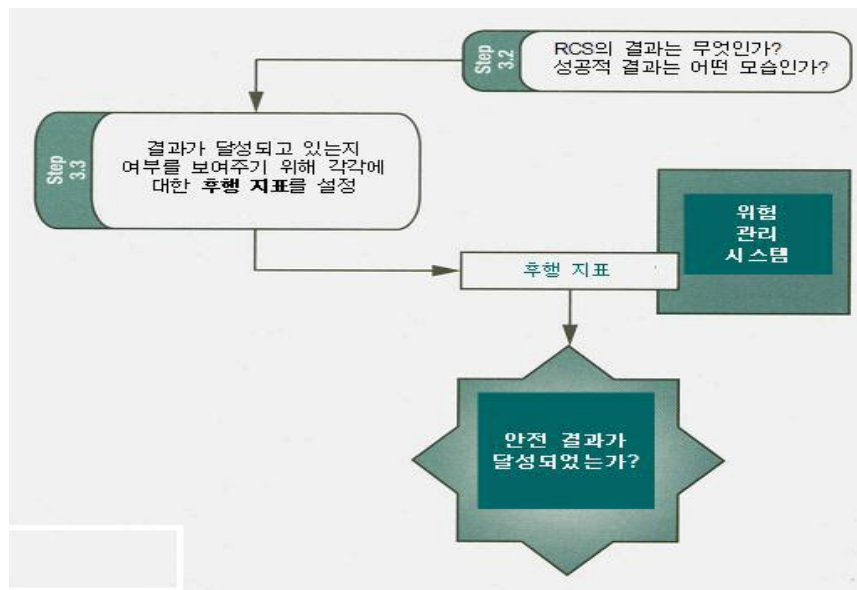 Step
3.2
RCS의 결과는 무엇인가?
성공적 결과는 어떤 모습인가?
Step
3.3
결과가 달성되고 있는지
여부를 보여주기 위해 각각에
대한 후행 지표를 설정
위험
관리
시스템
후행 지표
안전 결과가
달성되었는가?